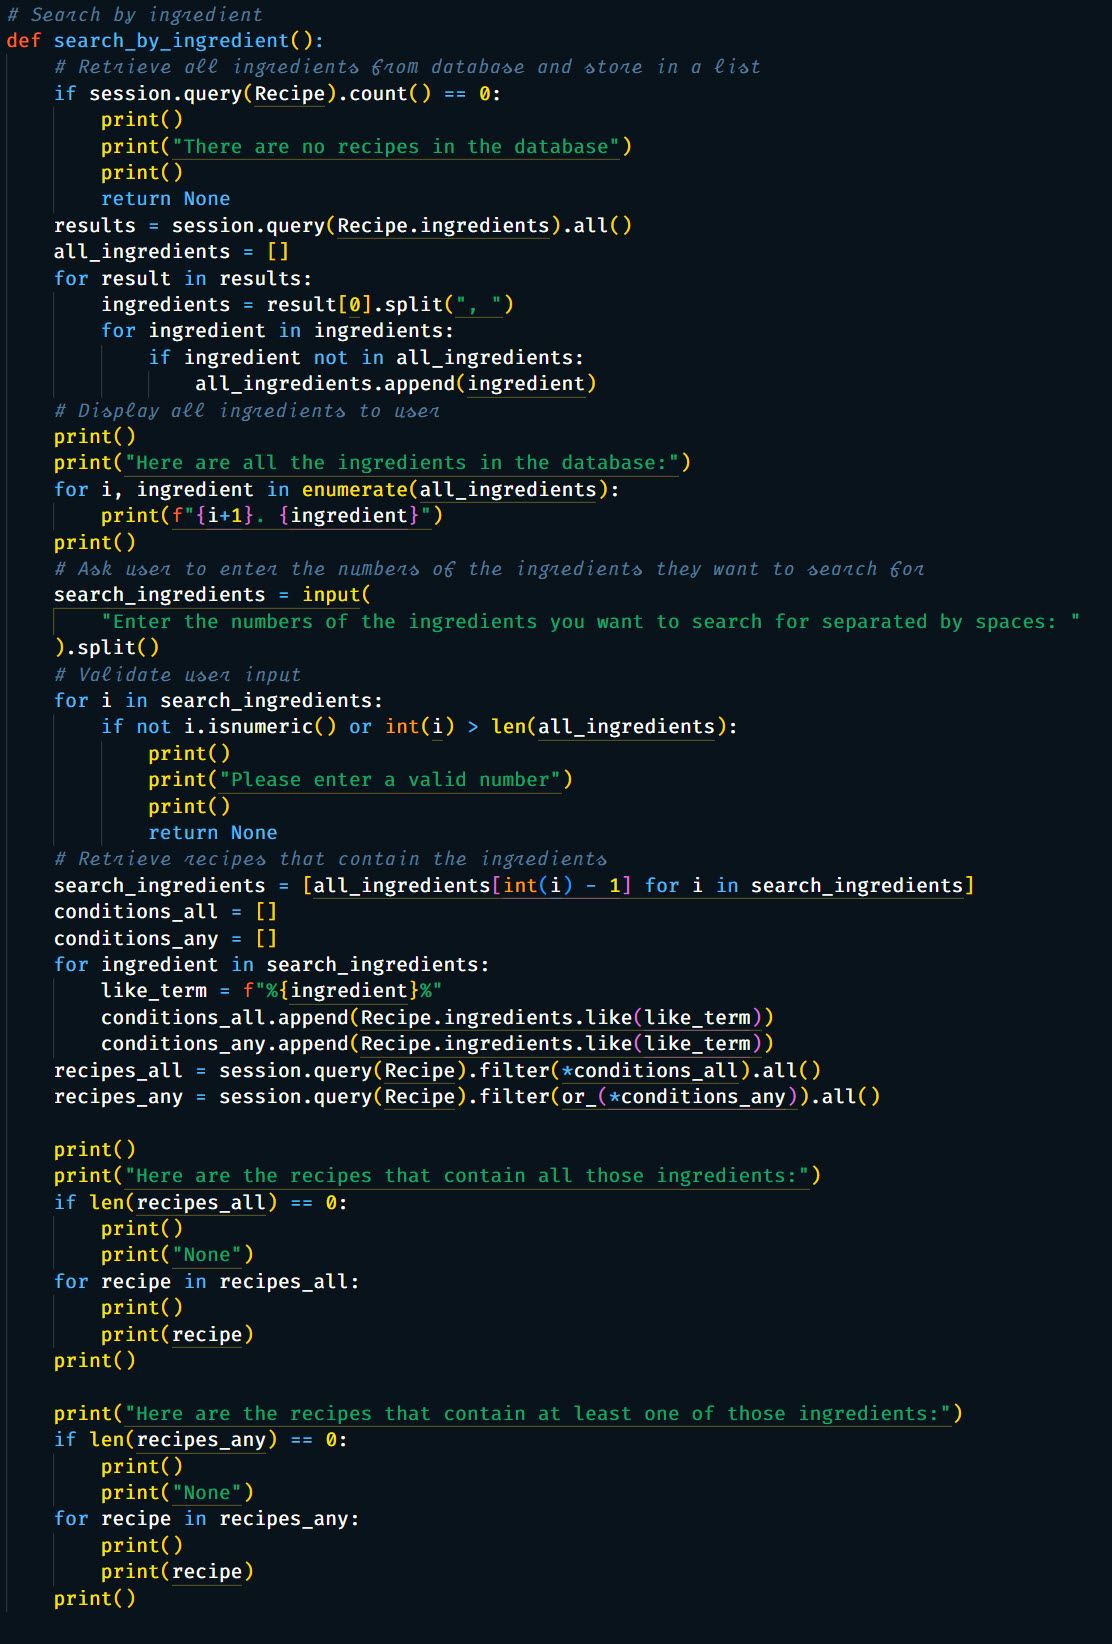 # Search by ingredient
def search_by_ingredient():
    # Retrieve all ingredients from database and store in a list
    if session.query(Recipe).count() == 0:
        print()
        print("There are no recipes in the database")
        print()
        return None
    results = session.query(Recipe.ingredients).all()
    all_ingredients = []
    for result in results:
        ingredients = result[0].split(", ")
        for ingredient in ingredients:
            if ingredient not in all_ingredients:
                all_ingredients.append(ingredient)
    # Display all ingredients to user
    print()
    print("Here are all the ingredients in the database:")
    for i, ingredient in enumerate(all_ingredients):
        print(f"{i+1}. {ingredient}")
    print()
    # Ask user to enter the numbers of the ingredients they want to search for
    search_ingredients = input(
        "Enter the numbers of the ingredients you want to search for separated by spaces: "
    ).split()
    # Validate user input
    for i in search_ingredients:
        if not i.isnumeric() or int(i) > len(all_ingredients):
            print()
            print("Please enter a valid number")
            print()
            return None
    # Retrieve recipes that contain the ingredients
    search_ingredients = [all_ingredients[int(i) - 1] for i in search_ingredients]
    conditions_all = []
    conditions_any = []
    for ingredient in search_ingredients:
        like_term = f"%{ingredient}%"
        conditions_all.append(Recipe.ingredients.like(like_term))
        conditions_any.append(Recipe.ingredients.like(like_term))
    recipes_all = session.query(Recipe).filter(*conditions_all).all()
    recipes_any = session.query(Recipe).filter(or_(*conditions_any)).all()

    print()
    print("Here are the recipes that contain all those ingredients:")
    if len(recipes_all) == 0:
        print()
        print("None")
    for recipe in recipes_all:
        print()
        print(recipe)
    print()

    print("Here are the recipes that contain at least one of those ingredients:")
    if len(recipes_any) == 0:
        print()
        print("None")
    for recipe in recipes_any:
        print()
        print(recipe)
    print()